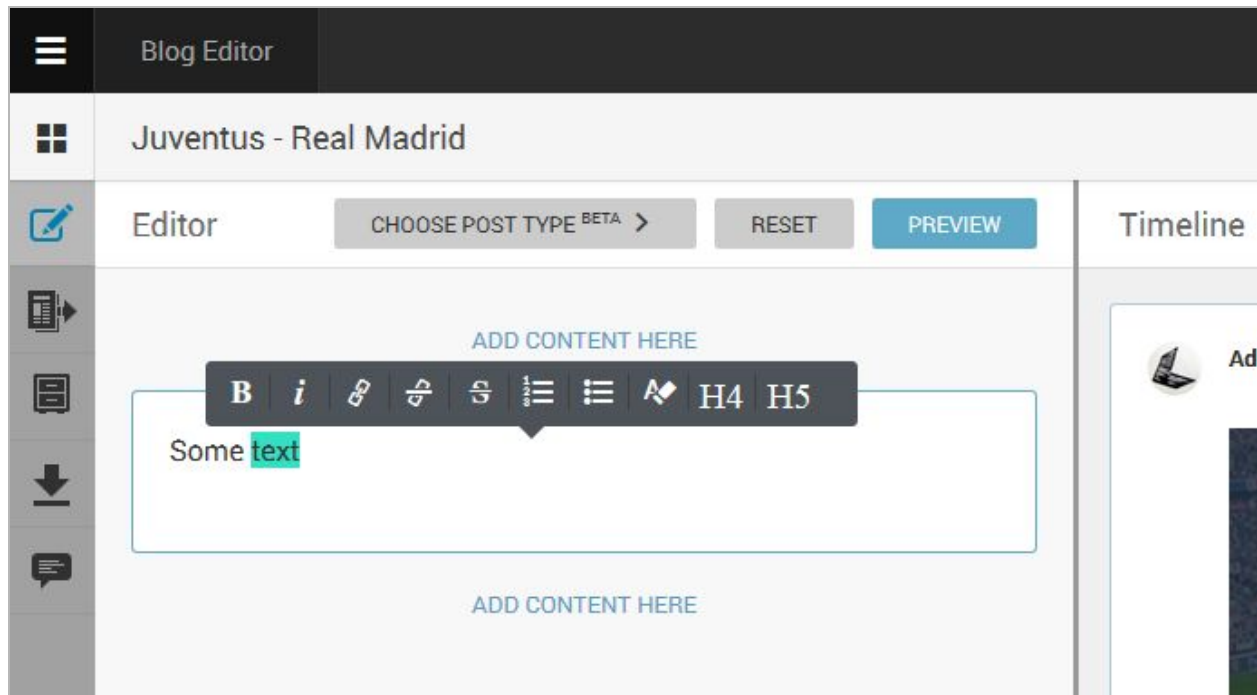 Blog Editor
Juventus - Real Madrid
Editor
CHOOSE POST TYPE BETA >
RESET
PREVIEW
Timeline
ADD CONTENT HERE
Ad
B i S H4 H5
Some text
ADD CONTENT HERE